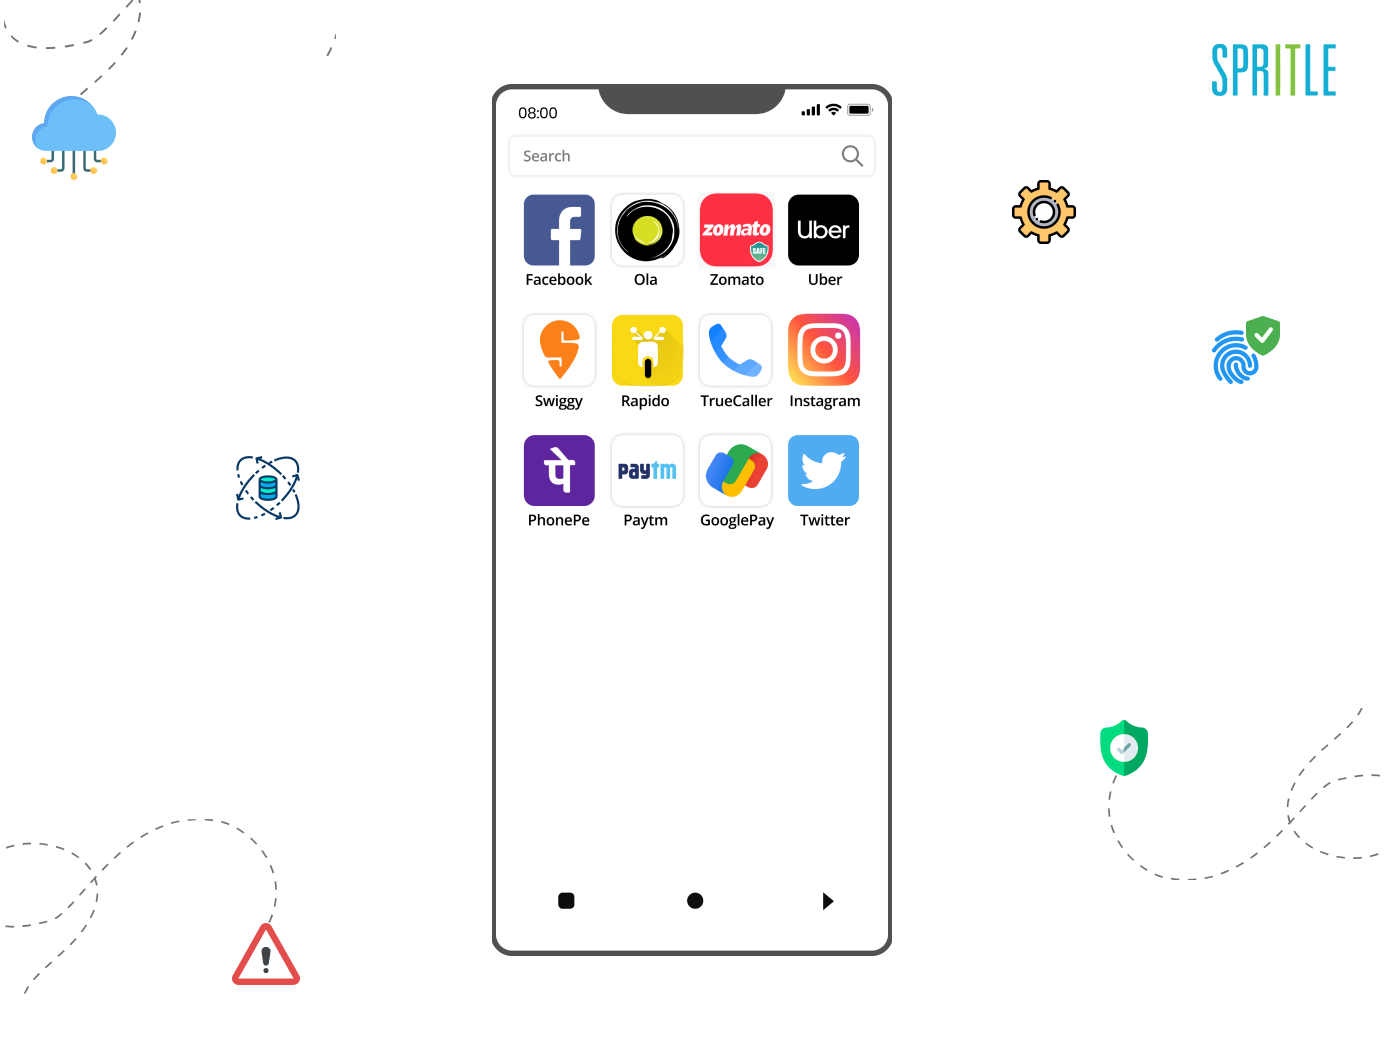 SPRITLE
08:00
Search
zomato
SAFE
Uber
Facebook Ola Zomato Uber
Swiggy Rapido TrueCaller Instagram
पे
paytm
PhonePe Paytm GooglePay Twitter